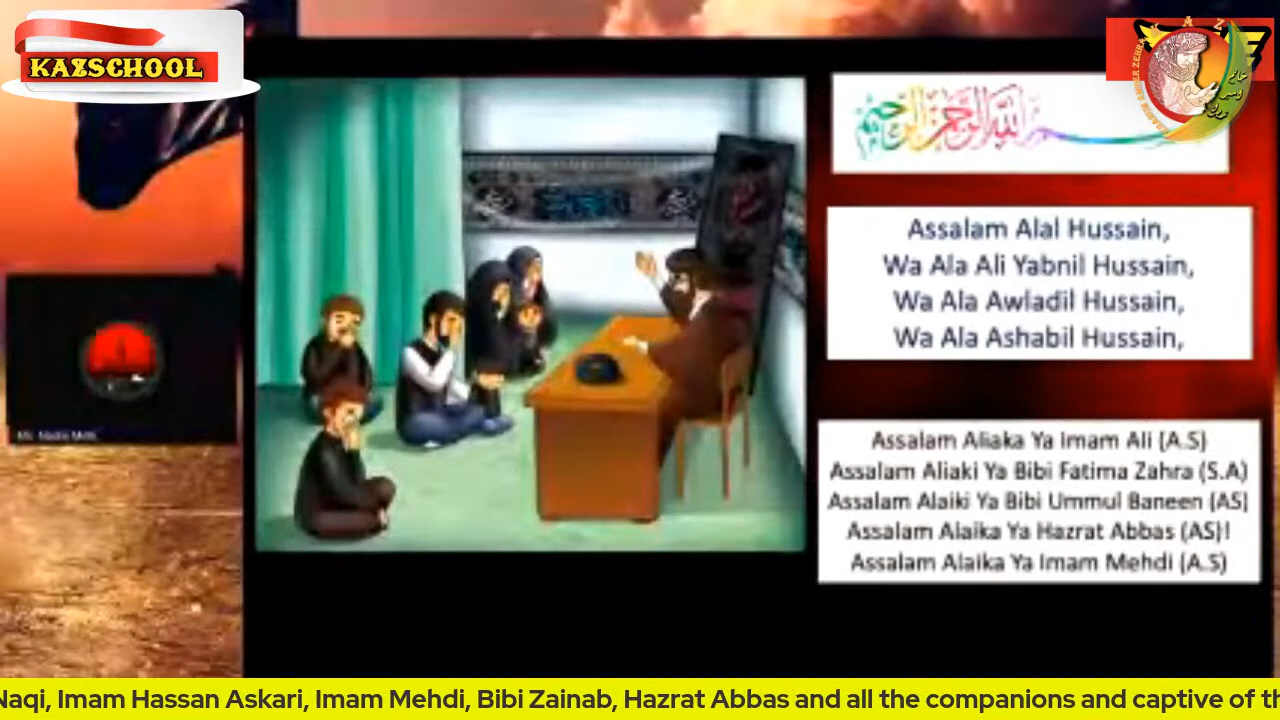 KAZSCHOOL
Assalam Alal Hussain,
Wa Ala Ali Yabnil Hussain,
Wa Ala Awladil Hussain,
Wa Ala Ashabil Hussain,
Assalam Aliaka Ya Imam Ali (A.S)
Assalam Aliaki Ya Bibi Fatima Zahra (S.A)
Assalam Alaiki Ya Bibi Ummul Baneen (AS)
Assalam Alaika Ya Hazrat Abbas (AS)!
Assalam Alaika Ya Imam Mehdi (A.S)
Naqi, Imam Hassan Askari, Imam Mehdi, Bibi Zainab, Hazrat Abbas and all the companions and captive of